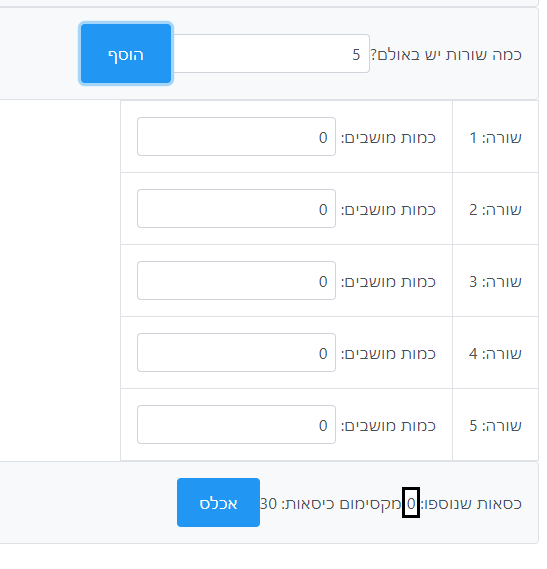 כמה שורות יש באולם? 5 הוסף
שורה: 1 כמות מושבים: 0
שורה: 2 כמות מושבים: 0
שורה: 3 כמות מושבים: 0
שורה: 4 כמות מושבים: 0
שורה: 5 כמות מושבים: 0
כסאות שנוספו: 0 מקסימום כיסאות: 30 אכלס